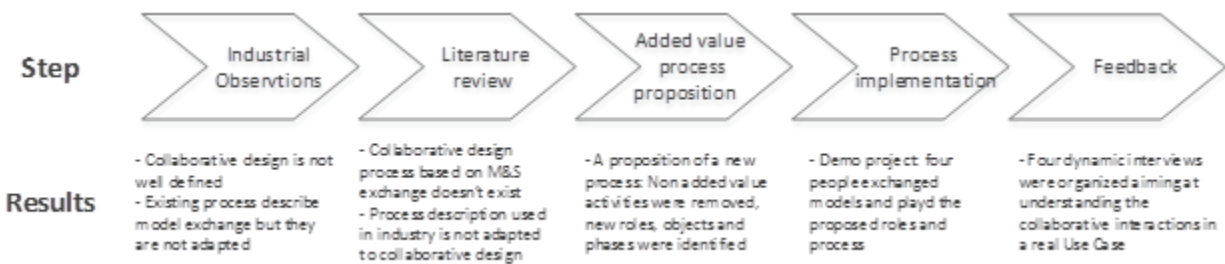 Step
Industrial
Observtions
Literature
review
Added value
process
proposition
Process
implementation
Feedback
Results
- Collaborative design is not
well defined
- Existing process describe
model exchange but they
are not adapted
- Collaborative design
process based on M&S
exchange doesn't exist
- Process description used
in industry is not adapted
to collaborative design
- A proposition of a new
process: Non added value
activities were removed,
new roles, objects and
phases were identified
- Demo project: four
people exchanged
models and playd the
proposed roles and
process
- Four dynamic interviews
were organized aiming at
understanding the
collaborative interactions in
a real Use Case